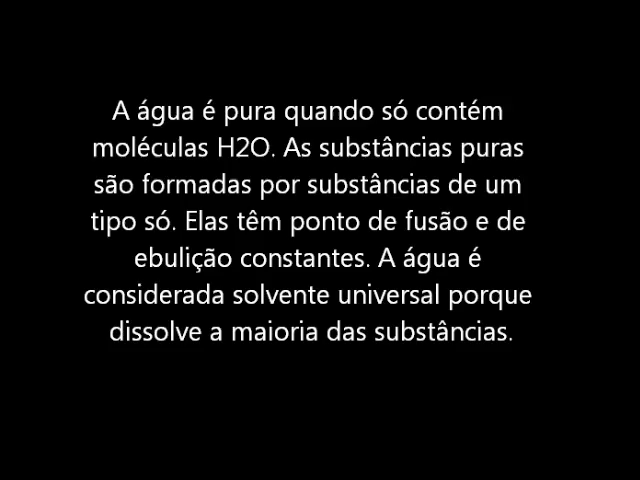 A água é pura quando só contém
moléculas H2O. As substâncias puras
são formadas por substâncias de um
tipo só. Elas têm ponto de fusão e de
ebulição constantes. A água é
considerada solvente universal porque
dissolve a maioria das substâncias.